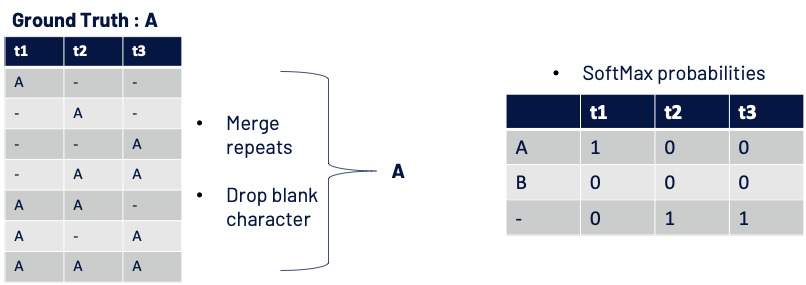 Ground Truth : A
t1 t2 t3
A - -
- A -
- - A
- A A
A A -
A - A
A A A
• Merge
repeats
• Drop blank
character
A
• SoftMax probabilities
t1 t2 t3
A 1 0 0
B 0 0 0
- 0 1 1